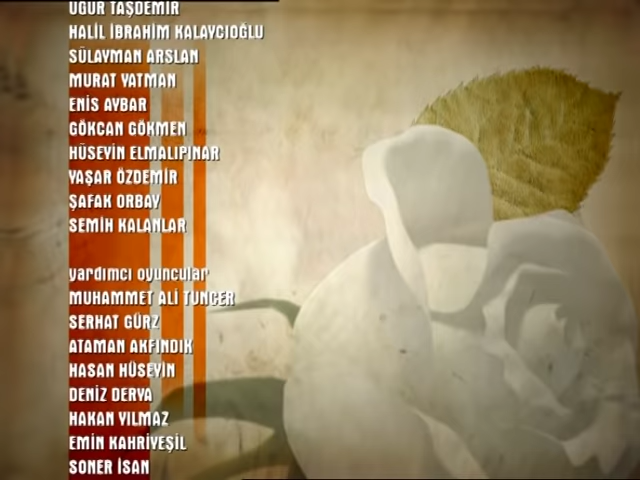 UĞUR TAŞDEMİR
HALİL İBRAHİM KALAYCIOĞLU
SÜLAYMAN ARSLAN
MURAT YATMAN
ENİS AYBAR
GÖKCAN GÖKMEN
HÜSEYİN ELMALIPINAR
YAŞAR ÖZDEMİR
ŞAFAK ORBAY
SEMİH KALANLAR
yardımcı oyuncular
MUHAMMET ALİ TUNCER
SERHAT GÜRZ
ATAMAN AKFINDIK
HASAN HÜSEYİN
DENİZ DERYA
HAKAN YILMAZ
EMİN KAHRİYEŞİL
SONER İSAN